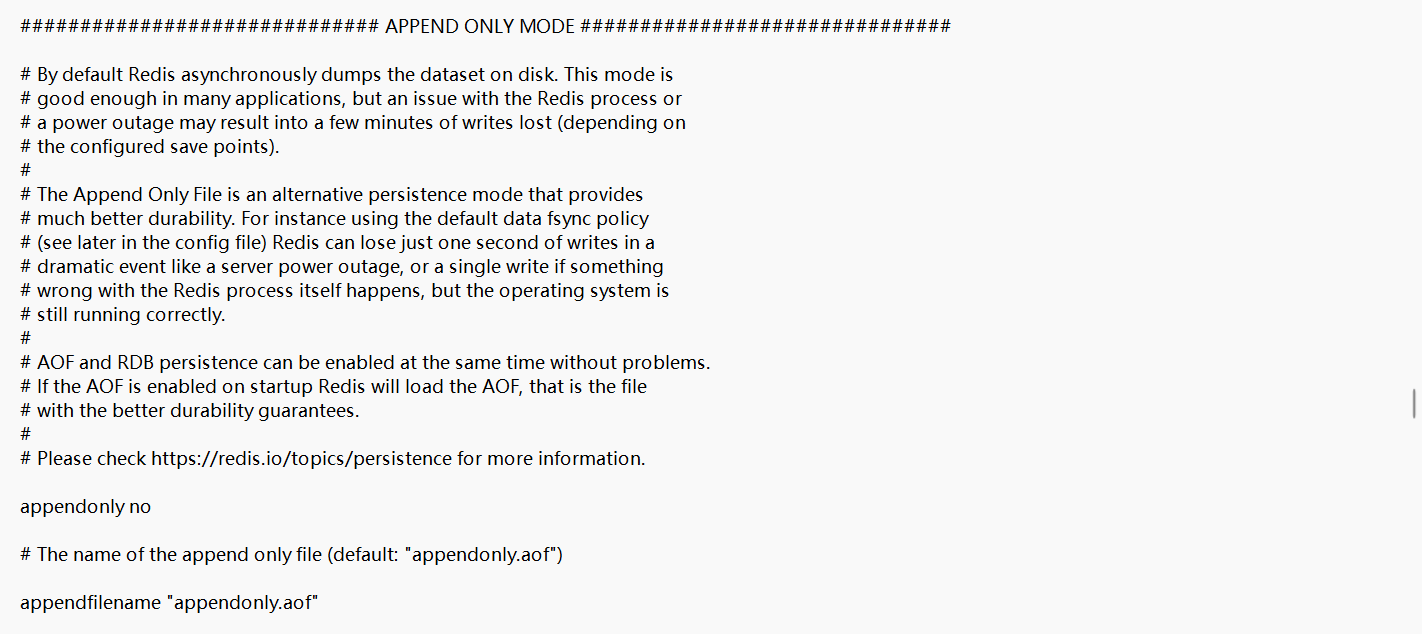 ############################## APPEND ONLY MODE ###############################
# By default Redis asynchronously dumps the dataset on disk. This mode is
# good enough in many applications, but an issue with the Redis process or
# a power outage may result into a few minutes of writes lost (depending on
# the configured save points).
#
# The Append Only File is an alternative persistence mode that provides
# much better durability. For instance using the default data fsync policy
# (see later in the config file) Redis can lose just one second of writes in a
# dramatic event like a server power outage, or a single write if something
# wrong with the Redis process itself happens, but the operating system is
# still running correctly.
#
# AOF and RDB persistence can be enabled at the same time without problems.
# If the AOF is enabled on startup Redis will load the AOF, that is the file
# with the better durability guarantees.
#
# Please check https://redis.io/topics/persistence for more information.
appendonly no
# The name of the append only file (default: "appendonly.aof")
appendfilename "appendonly.aof"